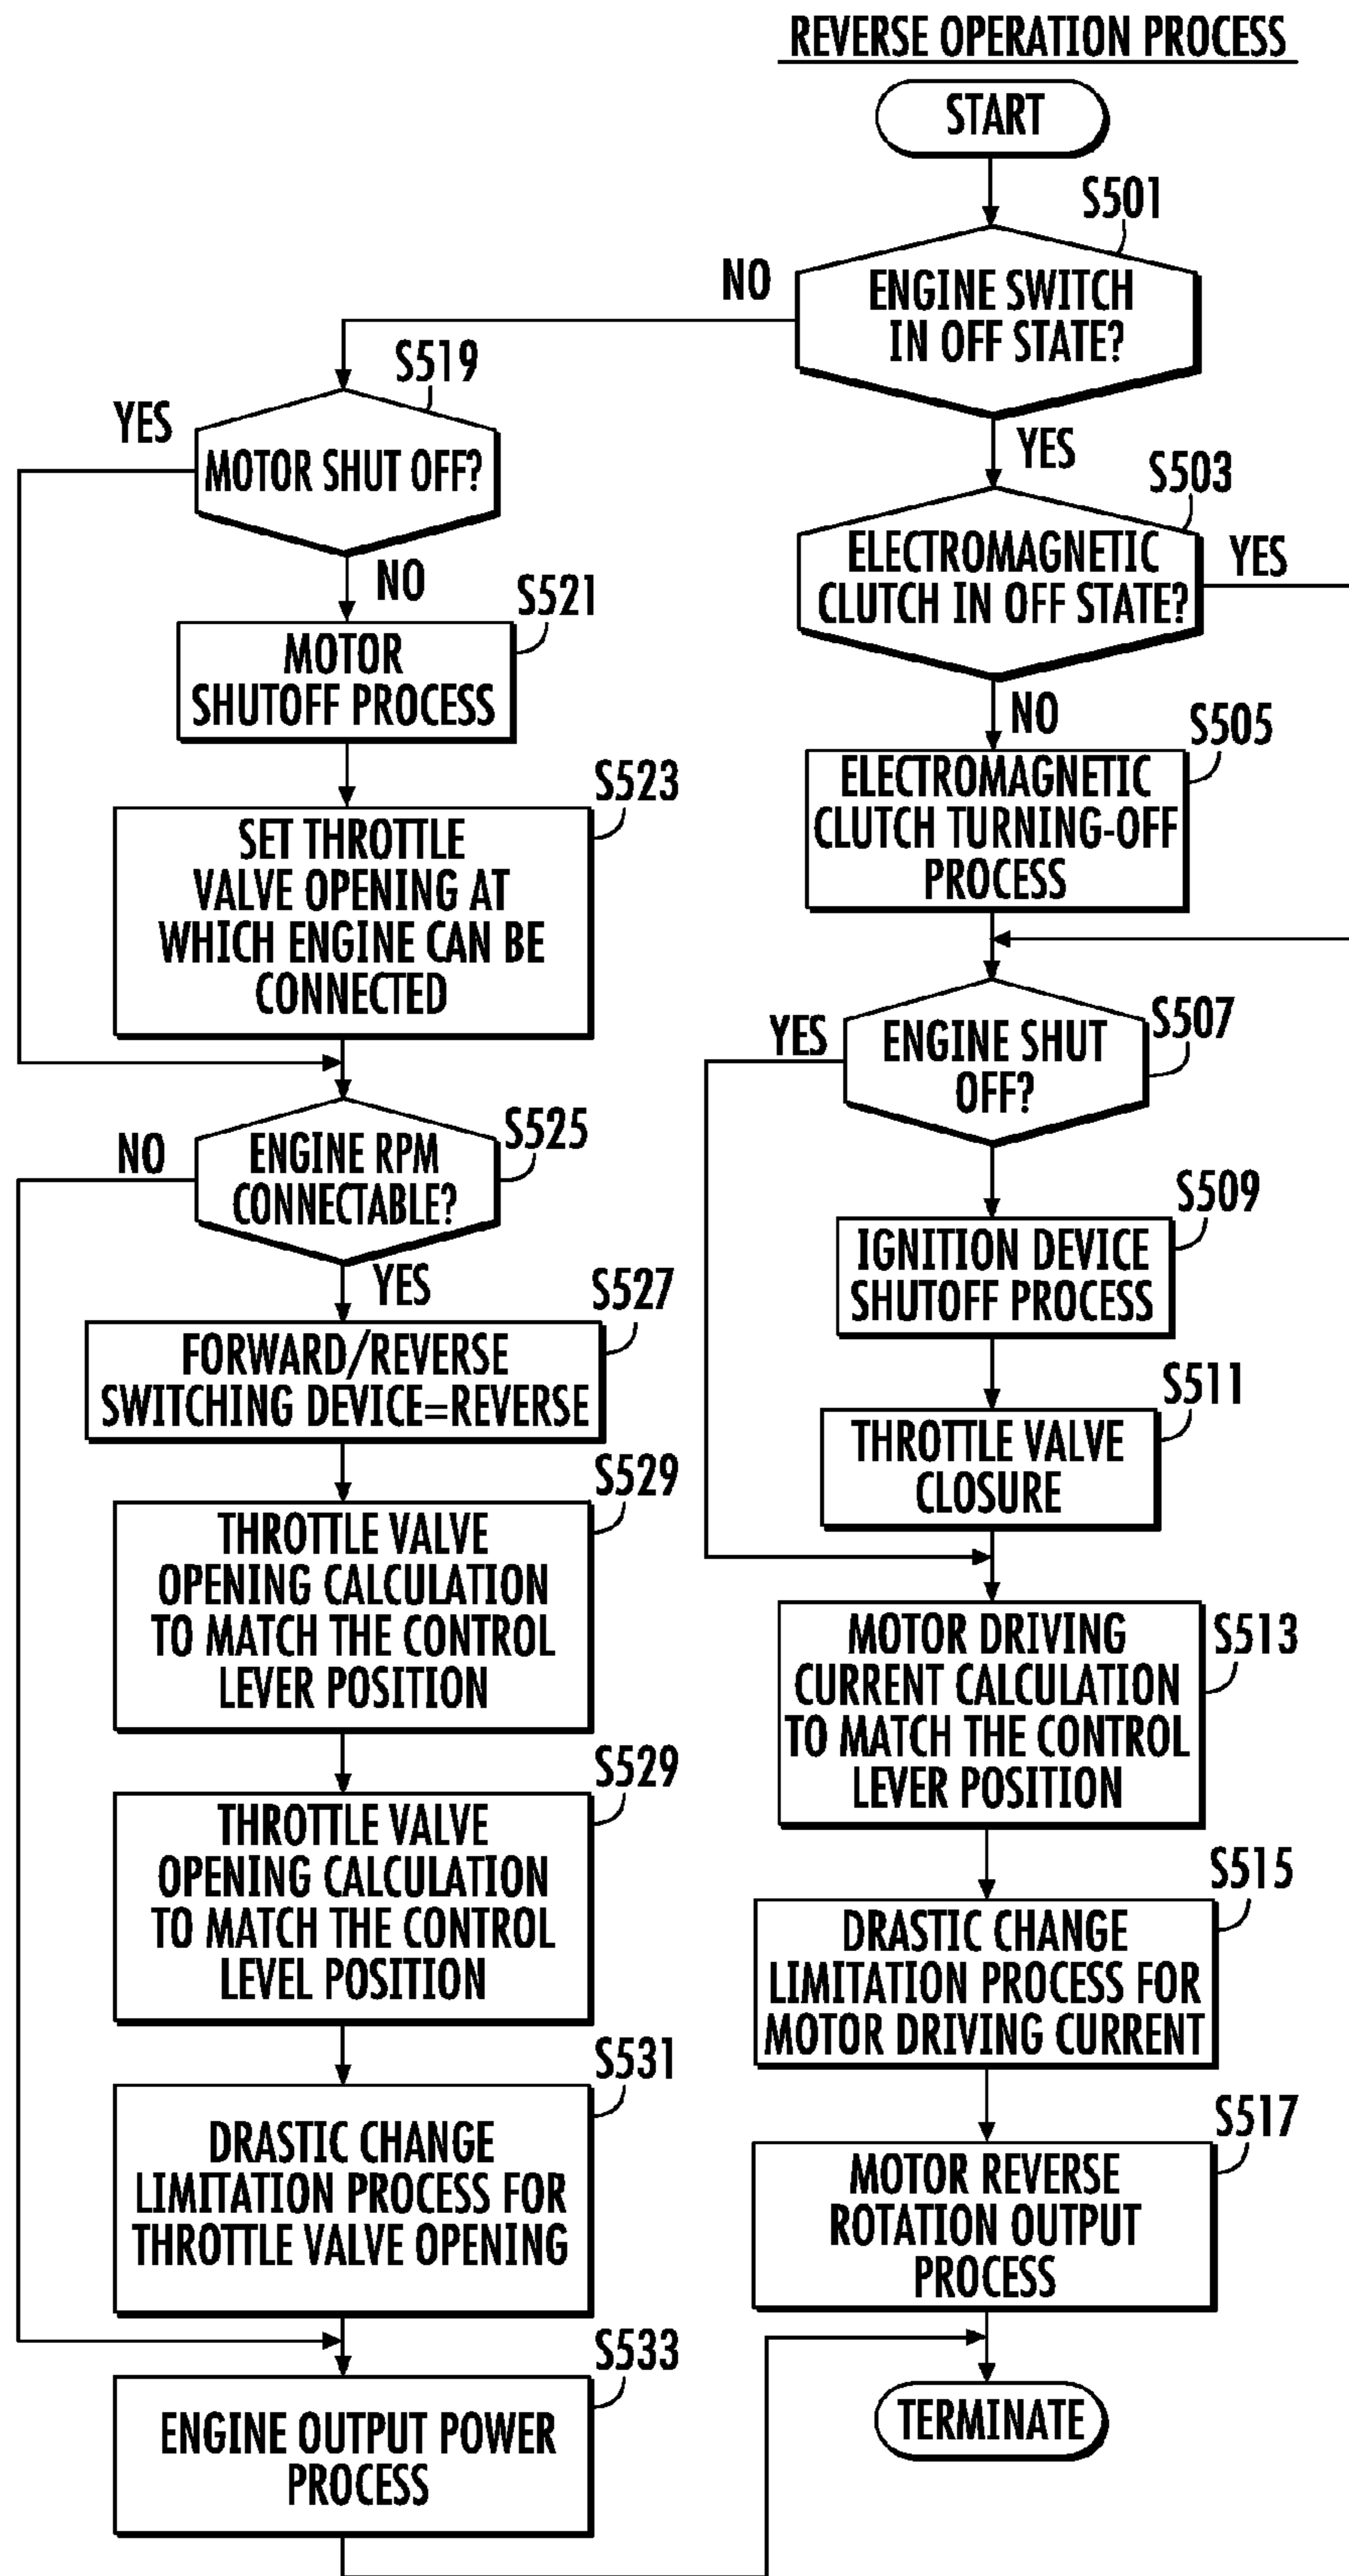 REVERSE OPERATION PROCESS
START
S501
ENGINE SWITCH
IN OFF STATE?
NO
YES
S503
ELECTROMAGNETIC
CLUTCH IN OFF STATE?
YES
NO
S505
ELECTROMAGNETIC
CLUTCH TURNING-OFF
PROCESS
S507
ENGINE SHUT
OFF?
YES
S509
IGNITION DEVICE
SHUTOFF PROCESS
S511
THROTTLE VALVE
CLOSURE
S513
MOTOR DRIVING
CURRENT CALCULATION
TO MATCH THE CONTROL
LEVER POSITION
S515
DRASTIC CHANGE
LIMITATION PROCESS FOR
MOTOR DRIVING CURRENT
S517
MOTOR REVERSE
ROTATION OUTPUT
PROCESS
TERMINATE
S519
MOTOR SHUT OFF?
YES
NO
S521
MOTOR
SHUTOFF PROCESS
S523
SET THROTTLE
VALVE OPENING AT
WHICH ENGINE CAN BE
CONNECTED
S525
ENGINE RPM
CONNECTABLE?
NO
YES
S527
FORWARD/REVERSE
SWITCHING DEVICE=REVERSE
S529
THROTTLE VALVE
OPENING CALCULATION
TO MATCH THE CONTROL
LEVER POSITION
S529
THROTTLE VALVE
OPENING CALCULATION
TO MATCH THE CONTROL
LEVEL POSITION
S531
DRASTIC CHANGE
LIMITATION PROCESS FOR
THROTTLE VALVE OPENING
S533
ENGINE OUTPUT POWER
PROCESS